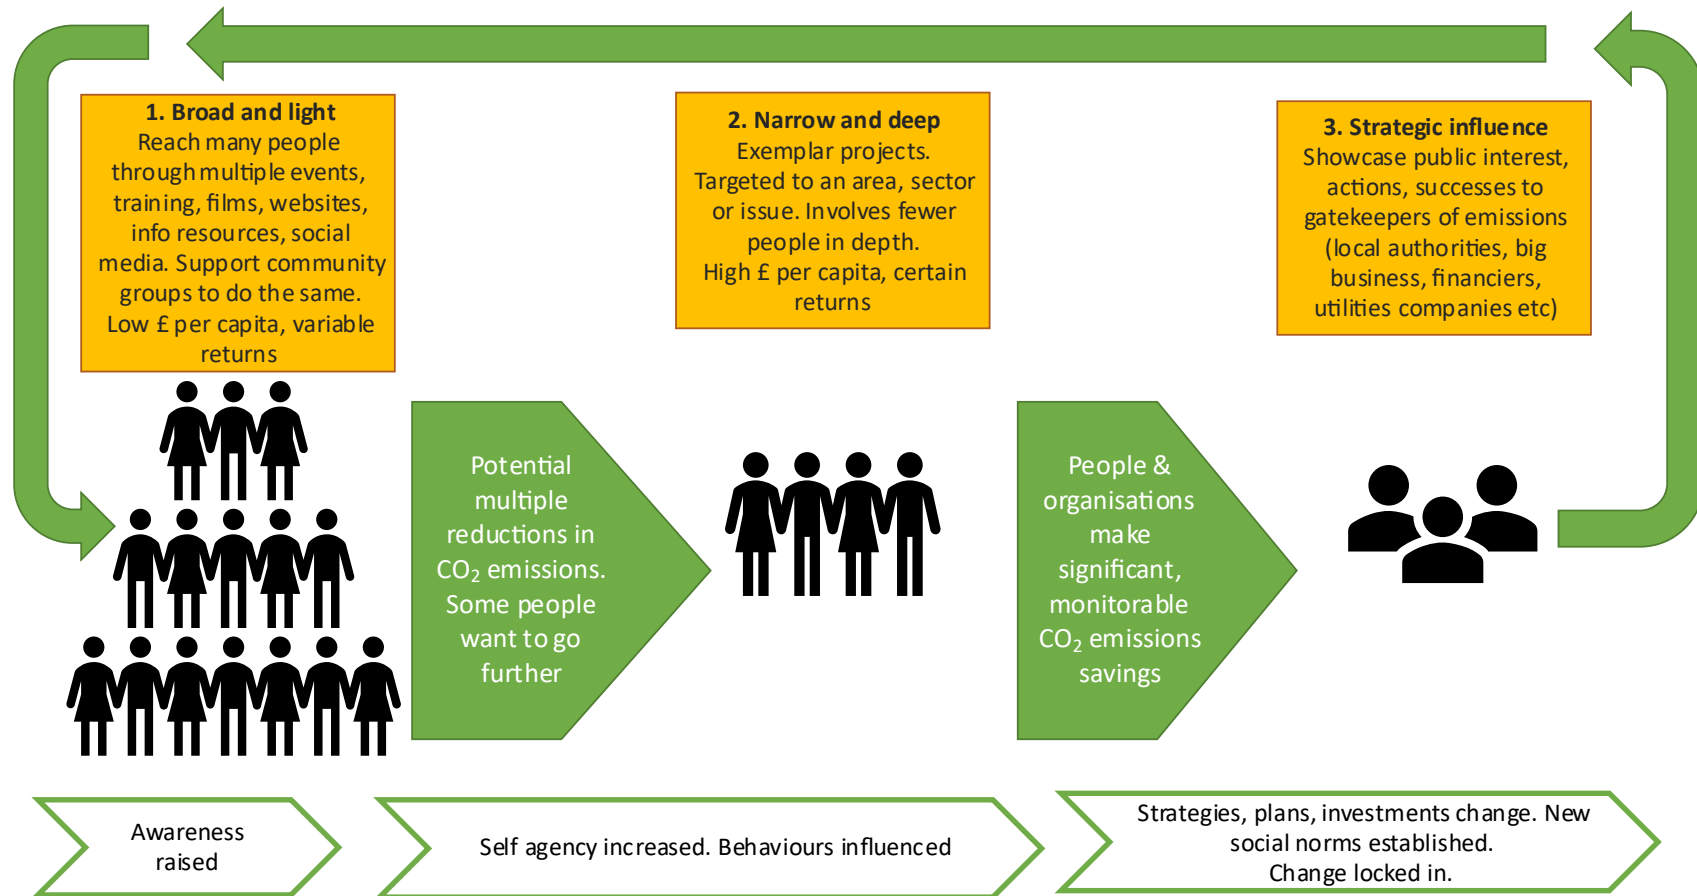 1. Broad and light
Reach many people
through multiple events,
training, films, websites,
info resources, social
media. Support community
groups to do the same.
Low £ per capita, variable
returns
2. Narrow and deep
Exemplar projects.
Targeted to an area, sector
or issue. Involves fewer
people in depth.
High £ per capita, certain
returns
3. Strategic influence
Showcase public interest,
actions, successes to
gatekeepers of emissions
(local authorities, big
business, financiers,
utilities companies etc)
Potential
multiple
reductions in
CO₂ emissions.
Some people
want to go
further
People &
organisations
make
significant,
monitorable
CO₂ emissions
savings
Awareness
raised
Self agency increased. Behaviours influenced
Strategies, plans, investments change. New
social norms established.
Change locked in.